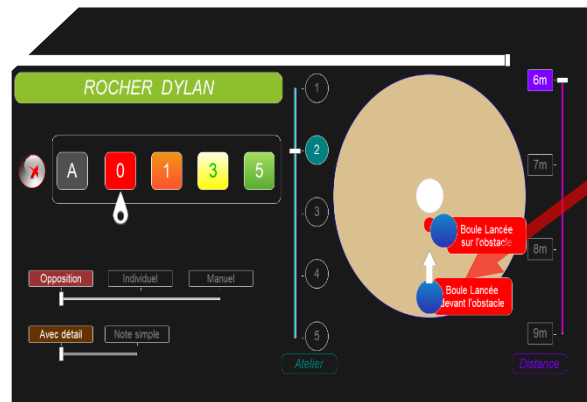 ROCHER DYLAN
A 0 1 3 5
Opposition Individuel Manuel
Avec détail Note simple
1
2
3
4
5
Atelier
Boule Lancée
sur l'obstacle
Boule Lancée
devant l'obstacle
6m
7m
8m
9m
Distance